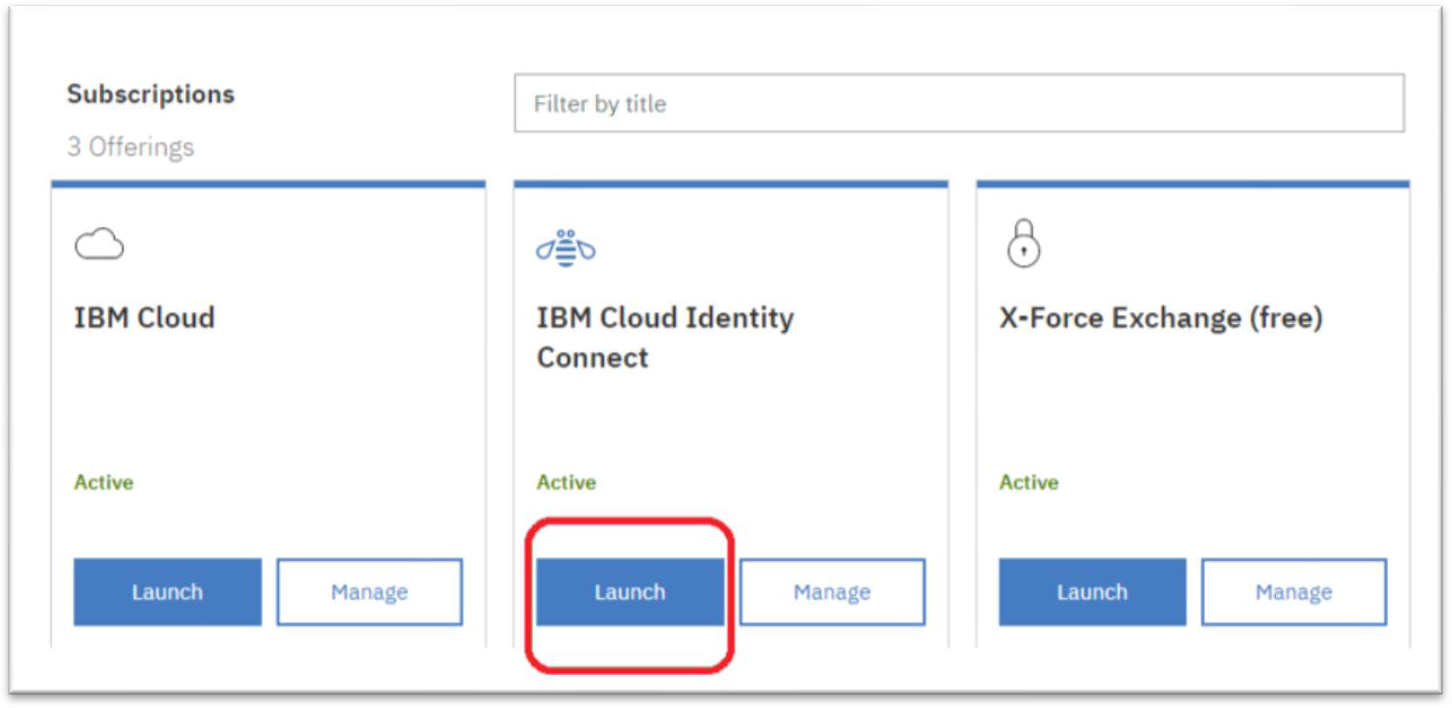 Subscriptions
Filter by title
3 Offerings
IBM Cloud
Active
Launch
Manage
IBM Cloud Identity
Connect
Active
Launch
Manage
X-Force Exchange (free)
Active
Launch
Manage